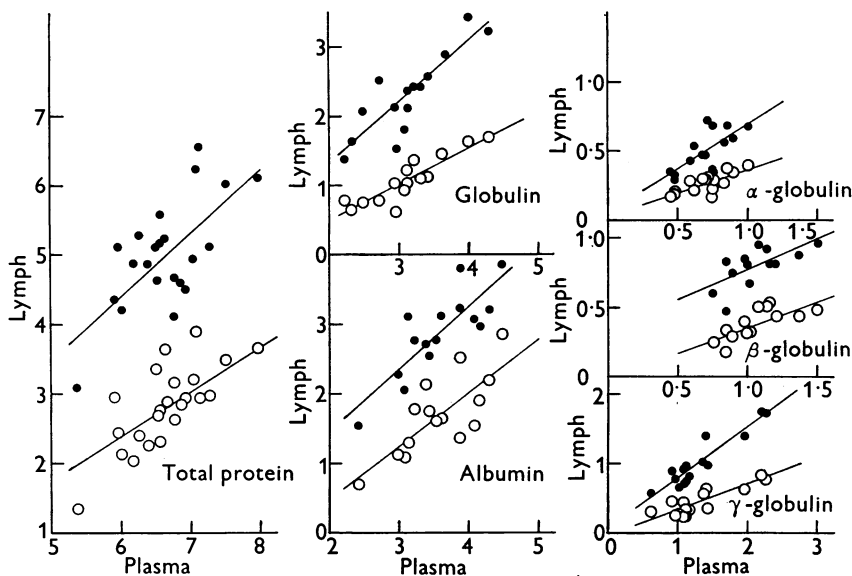 7
6
5
4
3
2
1
Lymph
5 6 7 8
Plasma
Total protein
3
2
1
0
Lymph
3 4 5
Globulin
3
2
1
0
Lymph
2 3 4 5
Plasma
Albumin
1·0
0·5
0
Lymph
0·5 1·0 1·5
α-globulin
1·0
0·5
0
Lymph
0·5 1·0 1·5
β-globulin
2
1
0
Lymph
0 1 2 3
Plasma
γ-globulin